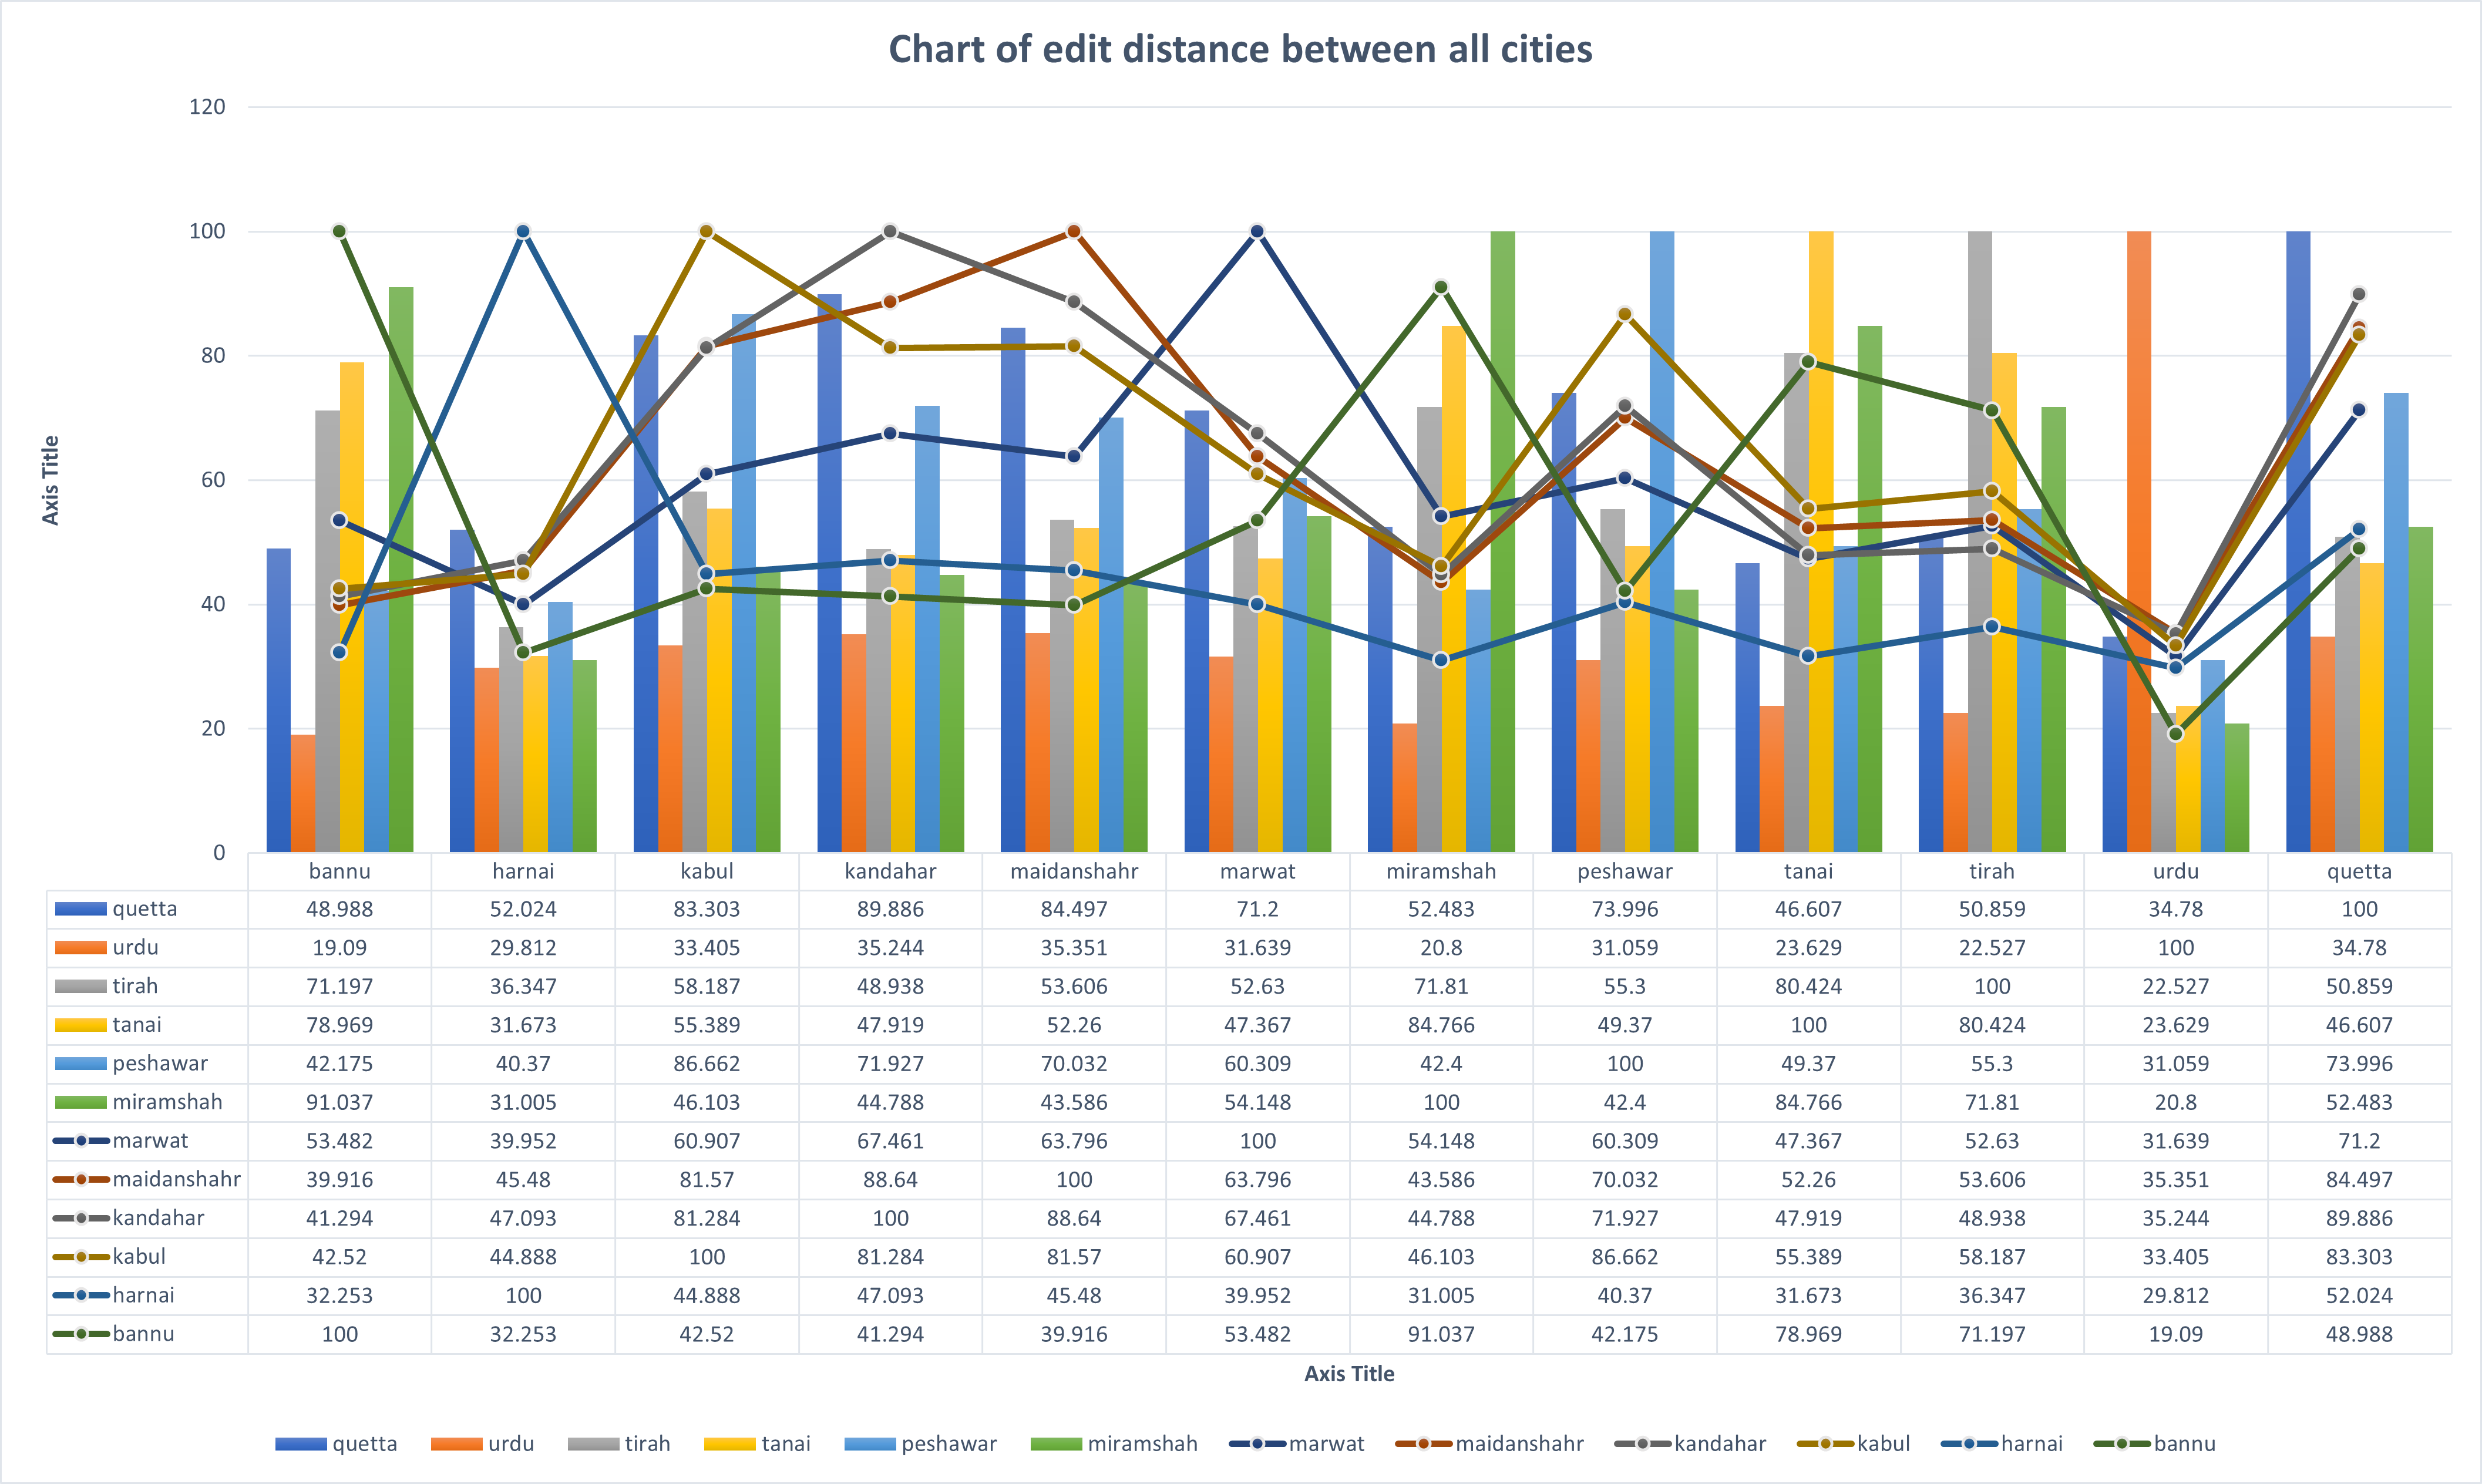 Chart of edit distance between all cities
120
100
80
60
40
20
0
Axis Title
bannu harnai kabul kandahar maidanshahr marwat miramshah peshawar tanai tirah urdu quetta
quetta 48.988 52.024 83.303 89.886 84.497 71.2 52.483 73.996 46.607 50.859 34.78 100
urdu 19.09 29.812 33.405 35.244 35.351 31.639 20.8 31.059 23.629 22.527 100 34.78
tirah 71.197 36.347 58.187 48.938 53.606 52.63 71.81 55.3 80.424 100 22.527 50.859
tanai 78.969 31.673 55.389 47.919 52.26 47.367 84.766 49.37 100 80.424 23.629 46.607
peshawar 42.175 40.37 86.662 71.927 70.032 60.309 42.4 100 49.37 55.3 31.059 73.996
miramshah 91.037 31.005 46.103 44.788 43.586 54.148 100 42.4 84.766 71.81 20.8 52.483
marwat 53.482 39.952 60.907 67.461 63.796 100 54.148 60.309 47.367 52.63 31.639 71.2
maidanshahr 39.916 45.48 81.57 88.64 100 63.796 43.586 70.032 52.26 53.606 35.351 84.497
kandahar 41.294 47.093 81.284 100 88.64 67.461 44.788 71.927 47.919 48.938 35.244 89.886
kabul 42.52 44.888 100 81.284 81.57 60.907 46.103 86.662 55.389 58.187 33.405 83.303
harnai 32.253 100 44.888 47.093 45.48 39.952 31.005 40.37 31.673 36.347 29.812 52.024
bannu 100 32.253 42.52 41.294 39.916 53.482 91.037 42.175 78.969 71.197 19.09 48.988
Axis Title
quetta urdu tirah tanai peshawar miramshah marwat maidanshahr kandahar kabul harnai bannu